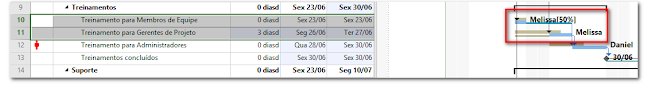 9 Treinamentos 0 diasd Sex 23/06 Sex 30/06
10 Treinamento para Membros de Equipe 0 diasd Sex 23/06 Sex 23/06 Melissa[50%]
11 Treinamento para Gerentes de Projeto 3 diasd Seg 26/06 Ter 27/06 Melissa
12 Treinamento para Administradores 0 diasd Qua 28/06 Sex 30/06 Daniel
13 Treinamentos concluídos 0 diasd Sex 30/06 Sex 30/06 30/06
14 Suporte 0 diasd Sex 23/06 Seg 10/07